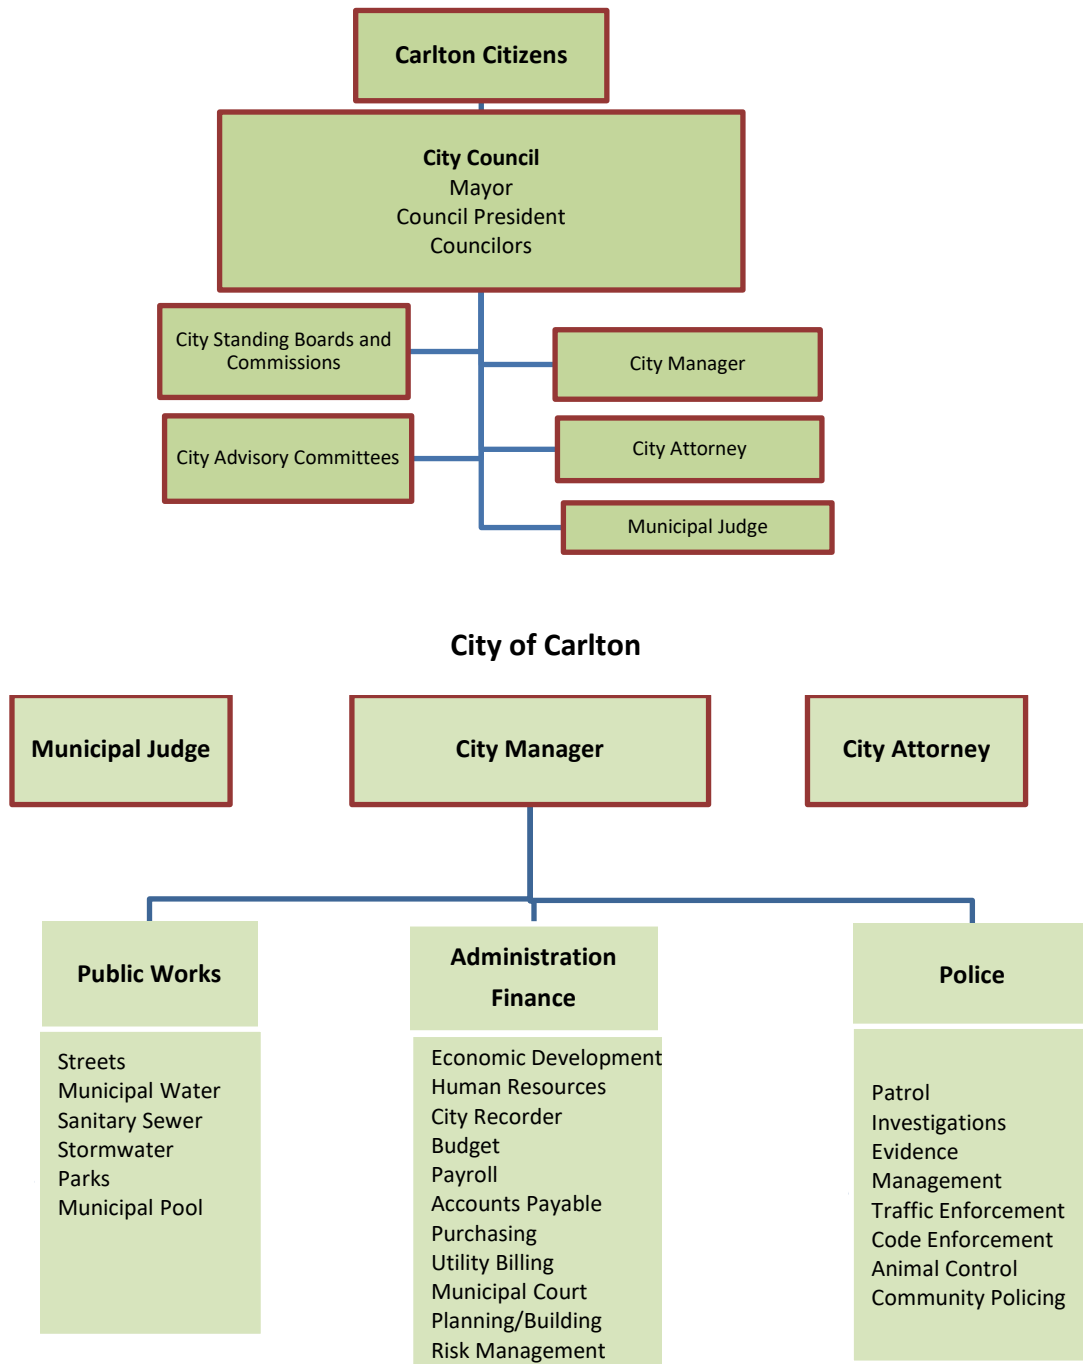 Carlton Citizens
City Council
Mayor
Council President
Councilors
City Standing Boards and
Commissions
City Manager
City Advisory Committees
City Attorney
Municipal Judge
City of Carlton
Municipal Judge
City Manager
City Attorney
Public Works
Administration
Finance
Police
Streets
Municipal Water
Sanitary Sewer
Stormwater
Parks
Municipal Pool
Economic Development
Human Resources
City Recorder
Budget
Payroll
Accounts Payable
Purchasing
Utility Billing
Municipal Court
Planning/Building
Risk Management
Patrol
Investigations
Evidence
Management
Traffic Enforcement
Code Enforcement
Animal Control
Community Policing